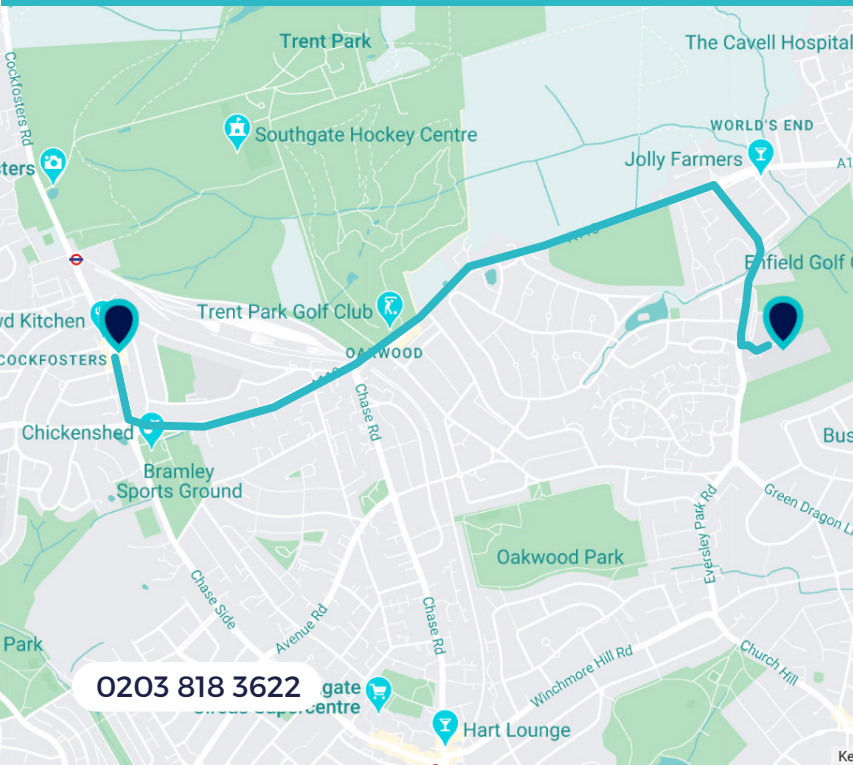 Trent Park
The Cavell Hospital
Cockfosters Rd
WORLD'S END
Southgate Hockey Centre
Jolly Farmers
A1
sters
Enfield Golf C
Trent Park Golf Club
yd Kitchen
OAKWOOD
COCKFOSTERS
Chase Rd
Chickenshed
Bus
Bramley
Sports Ground
Eversley Park Rd
Green Dragon L
Oakwood Park
Chase Side
Avenue Rd
Chase Rd
Park
Winchmore Hill Rd
Church Hill
0203 818 3622
gate
Circus Supercentre
Hart Lounge
Ke